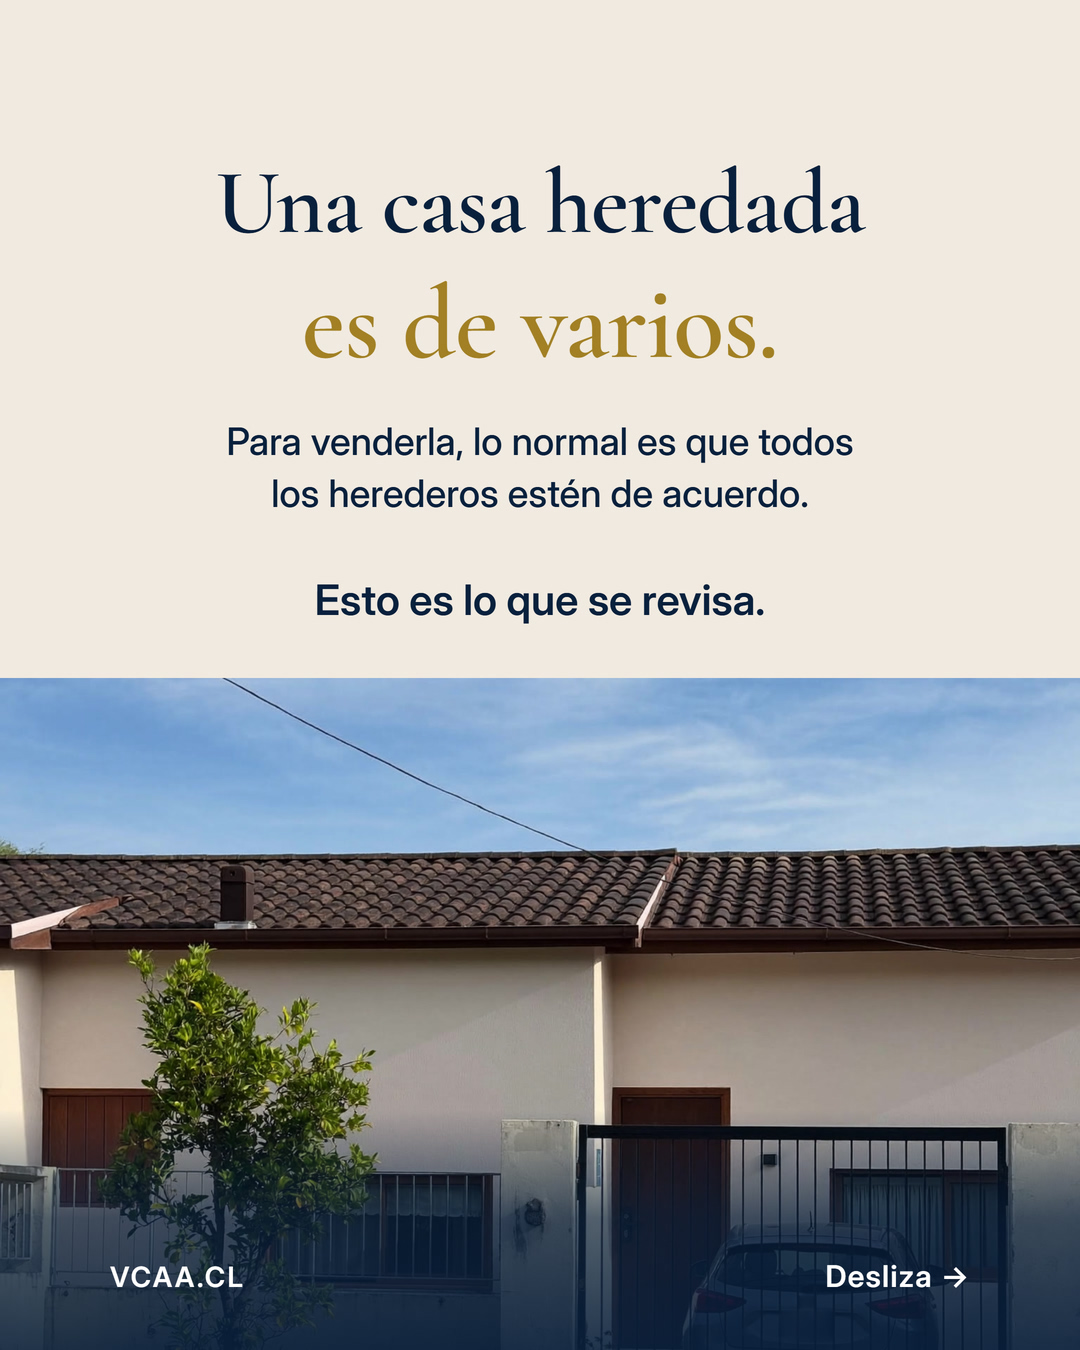 Una casa heredada
es de varios.
Para venderla, lo normal es que todos
los herederos estén de acuerdo.
Esto es lo que se revisa.
VCAA.CL
Desliza →